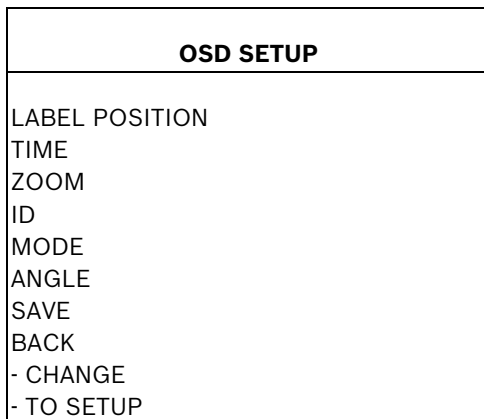 OSD SETUP
LABEL POSITION
TIME
ZOOM
ID
MODE
ANGLE
SAVE
BACK
- CHANGE
- TO SETUP